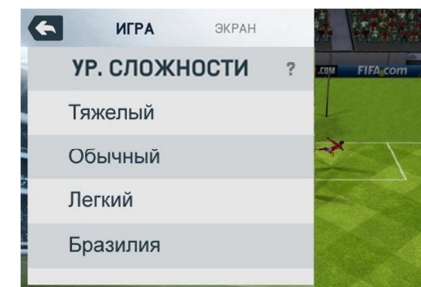 ИГРА ЭКРАН
УР. СЛОЖНОСТИ ?
.COM FIFA.com
Тяжелый
Обычный
Легкий
Бразилия